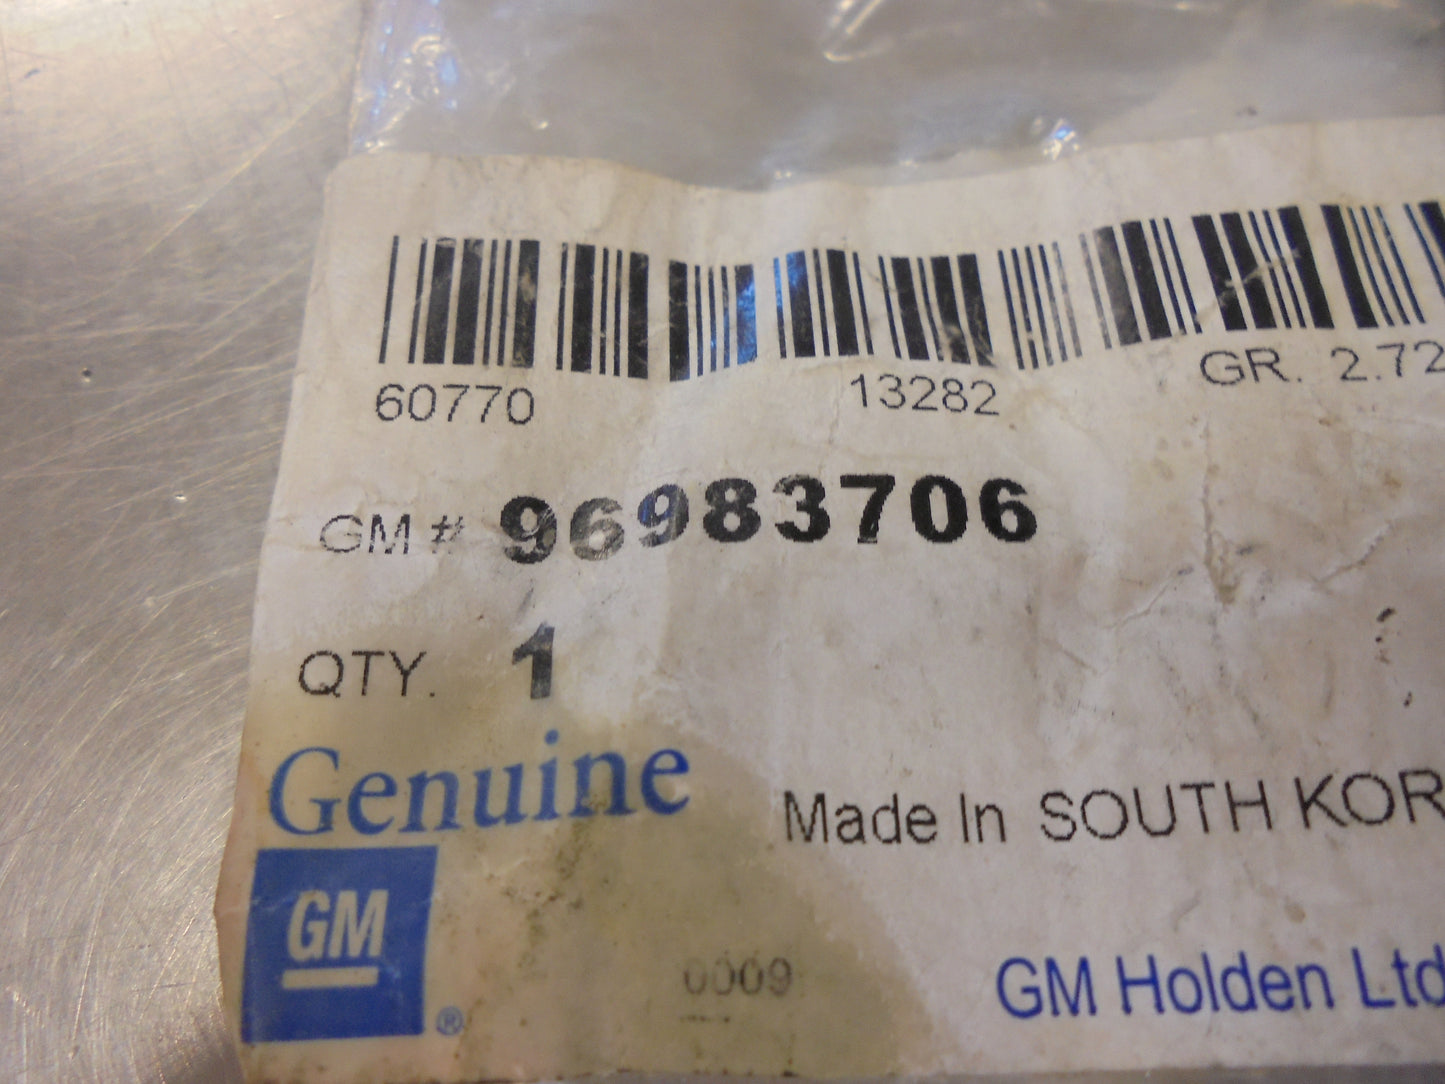 60770 13282 GR. 2.72
GM # 96983706
QTY. 1
Genuine
Made In SOUTH KOR
GM
®
0009
GM Holden Ltd